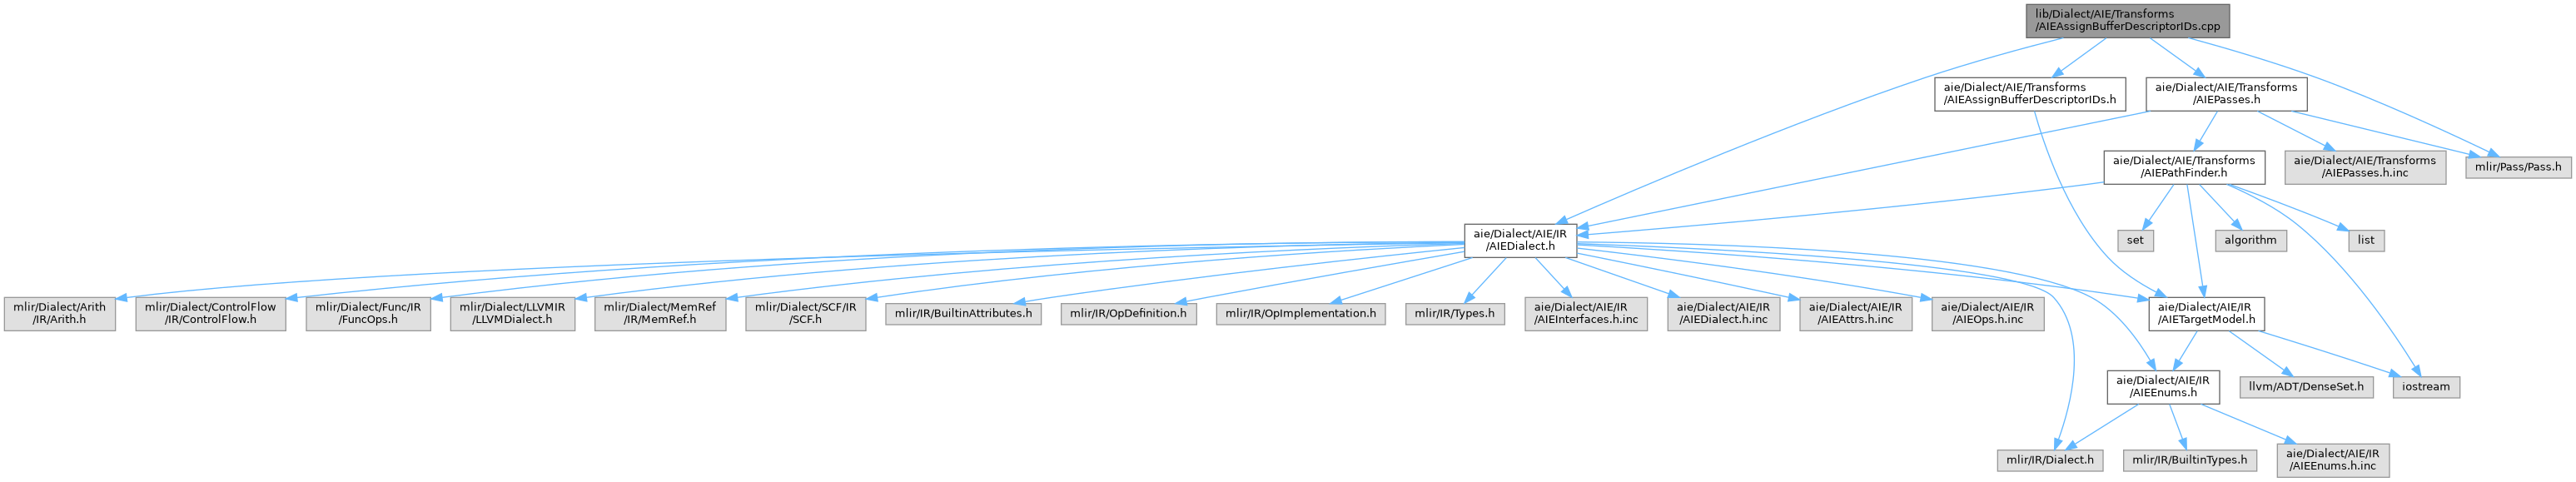 lib/Dialect/AIE/Transforms
/AIEAssignBufferDescriptorIDs.cpp
aie/Dialect/AIE/Transforms
/AIEAssignBufferDescriptorIDs.h
aie/Dialect/AIE/Transforms
/AIEPasses.h
aie/Dialect/AIE/Transforms
/AIEPathFinder.h
aie/Dialect/AIE/Transforms
/AIEPasses.h.inc
mlir/Pass/Pass.h
aie/Dialect/AIE/IR
/AIEDialect.h
set
algorithm
list
mlir/Dialect/Arith
/IR/Arith.h
mlir/Dialect/ControlFlow
/IR/ControlFlow.h
mlir/Dialect/Func/IR
/FuncOps.h
mlir/Dialect/LLVMIR
/LLVMDialect.h
mlir/Dialect/MemRef
/IR/MemRef.h
mlir/Dialect/SCF/IR
/SCF.h
mlir/IR/BuiltinAttributes.h
mlir/IR/OpDefinition.h
mlir/IR/OpImplementation.h
mlir/IR/Types.h
aie/Dialect/AIE/IR
/AIEInterfaces.h.inc
aie/Dialect/AIE/IR
/AIEDialect.h.inc
aie/Dialect/AIE/IR
/AIEAttrs.h.inc
aie/Dialect/AIE/IR
/AIEOps.h.inc
aie/Dialect/AIE/IR
/AIETargetModel.h
aie/Dialect/AIE/IR
/AIEEnums.h
llvm/ADT/DenseSet.h
iostream
mlir/IR/Dialect.h
mlir/IR/BuiltinTypes.h
aie/Dialect/AIE/IR
/AIEEnums.h.inc